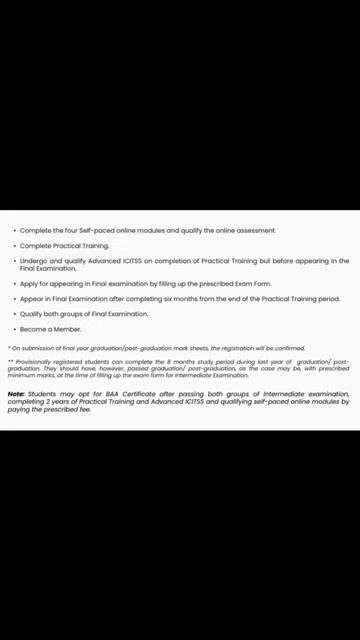 • Complete the four Self-paced online modules and qualify the online assessment.
• Complete Practical Training.
• Undergo and qualify Advanced ICITSS on completion of Practical Training but before appearing in the
Final Examination.
• Apply for appearing in Final examination by filling up the prescribed Exam Form.
• Appear in Final Examination after completing six months from the end of the Practical Training period.
• Qualify both groups of Final Examination.
• Become a Member.
* On submission of final year graduation/post-graduation mark sheets, the registration will be confirmed.
** Provisionally registered students can complete the 8 months study period during last year of graduation/ post-
graduation. They should have, however, passed graduation/ post-graduation, as the case may be, with prescribed
minimum marks, at the time of filling up the exam form for Intermediate Examination.
Note: Students may opt for BAA Certificate after passing both groups of Intermediate examination,
completing 2 years of Practical Training and Advanced ICITSS and qualifying self-paced online modules by
paying the prescribed fee.